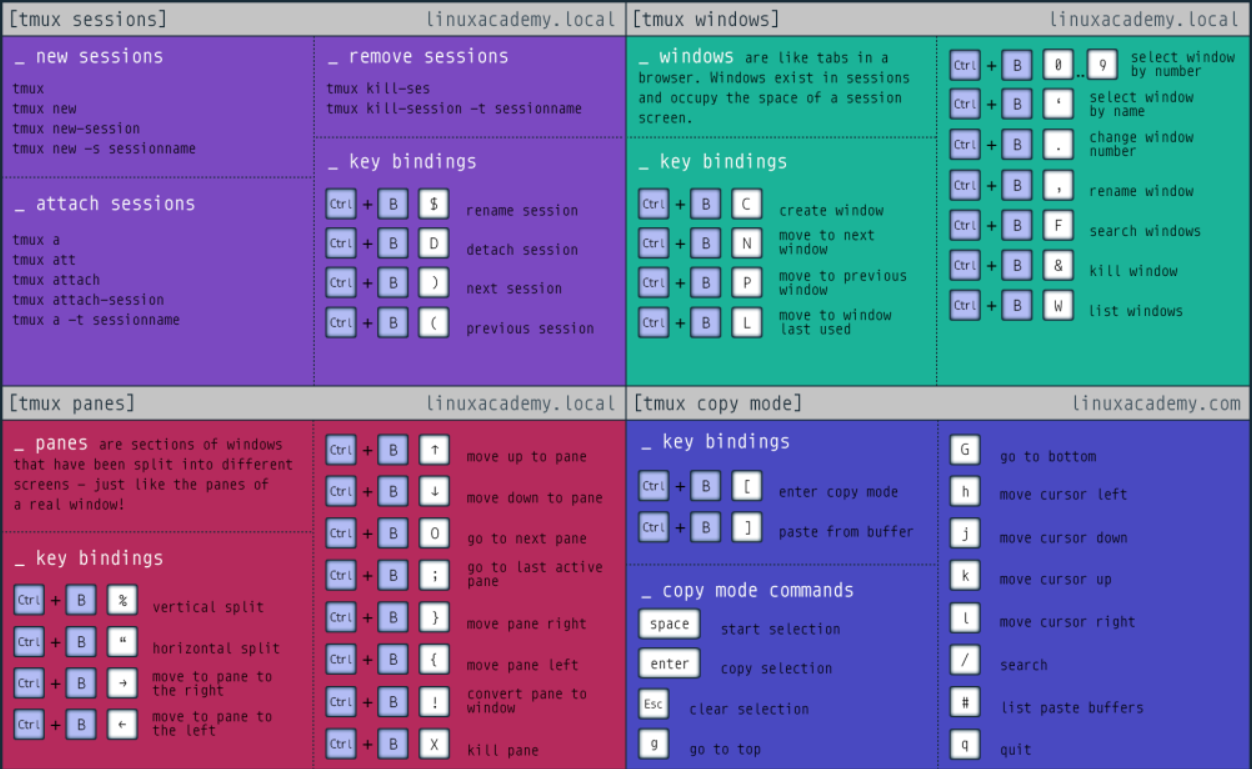 [tmux sessions] linuxacademy.local
_ new sessions
tmux
tmux new
tmux new-session
tmux new -s sessionname
_ attach sessions
tmux a
tmux att
tmux attach
tmux attach-session
tmux a -t sessionname
_ remove sessions
tmux kill-ses
tmux kill-session -t sessionname
_ key bindings
Ctrl + B $ rename session
Ctrl + B D detach session
Ctrl + B ) next session
Ctrl + B ( previous session
[tmux windows] linuxacademy.local
_ windows are like tabs in a
browser. Windows exist in sessions
and occupy the space of a session
screen.
_ key bindings
Ctrl + B C create window
Ctrl + B N move to next
window
Ctrl + B P move to previous
window
Ctrl + B L move to window
last used
Ctrl + B 0 .. 9 select window
by number
Ctrl + B ‘ select window
by name
Ctrl + B . change window
number
Ctrl + B , rename window
Ctrl + B F search windows
Ctrl + B & kill window
Ctrl + B W list windows
[tmux panes] linuxacademy.local
_ panes are sections of windows
that have been split into different
screens – just like the panes of
a real window!
_ key bindings
Ctrl + B % vertical split
Ctrl + B “ horizontal split
Ctrl + B → move to pane to
the right
Ctrl + B ← move to pane to
the left
Ctrl + B ↑ move up to pane
Ctrl + B ↓ move down to pane
Ctrl + B O go to next pane
Ctrl + B ; go to last active
pane
Ctrl + B } move pane right
Ctrl + B { move pane left
Ctrl + B ! convert pane to
window
Ctrl + B X kill pane
[tmux copy mode] linuxacademy.com
_ key bindings
Ctrl + B [ enter copy mode
Ctrl + B ] paste from buffer
_ copy mode commands
space start selection
enter copy selection
Esc clear selection
g go to top
G go to bottom
h move cursor left
j move cursor down
k move cursor up
l move cursor right
/ search
# list paste buffers
q quit